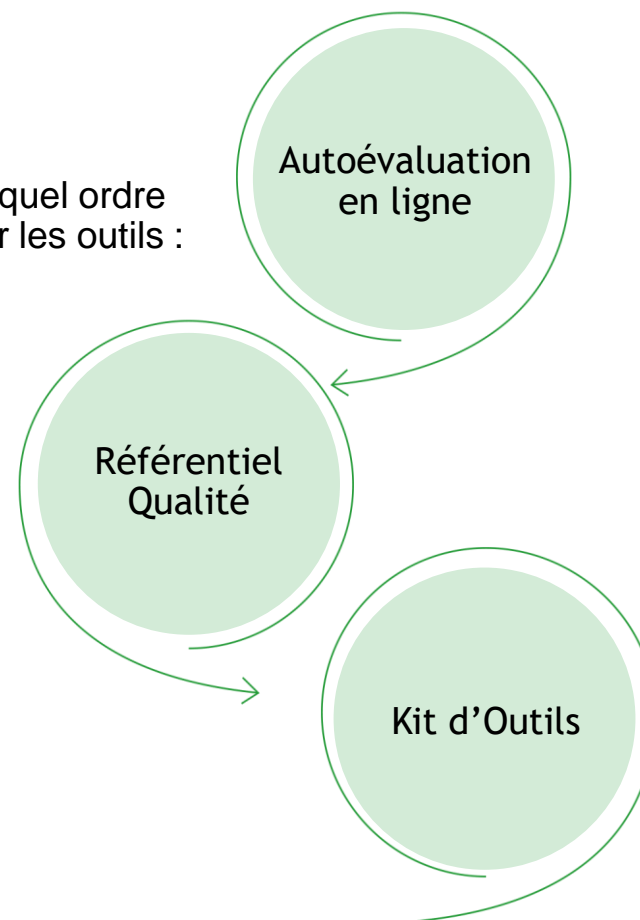 quel ordre
r les outils :
Autoévaluation
en ligne
Référentiel
Qualité
Kit d’Outils